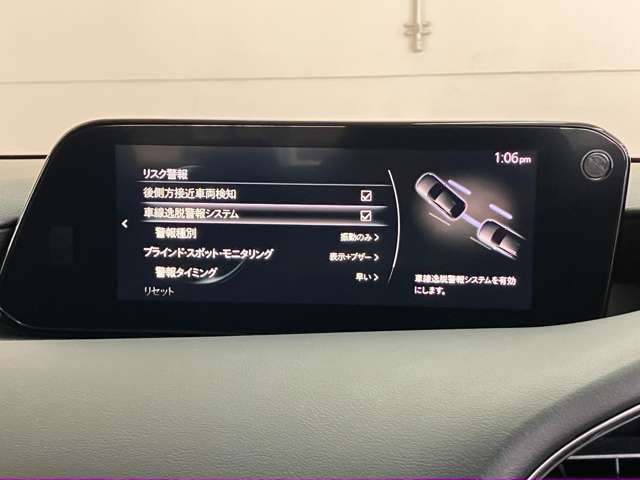 1:06pm
リスク警報
後側方接近車両検知
車線逸脱警報システム
警報種別 振動のみ
ブラインド・スポット・モニタリング 表示+ブザー
警報タイミング 早い
リセット
車線逸脱警報システムを有効
にします。